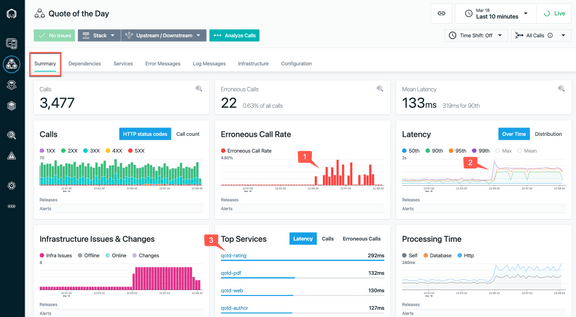 Quote of the Day
Mar 18
Last 10 minutes
Live
No issues
Stack
Upstream / Downstream
Analyze Calls
Time Shift: Off
All Calls
Summary
Dependencies
Services
Error Messages
Log Messages
Infrastructure
Configuration
Calls
3,477
Erroneous Calls
22
0.63% of all calls
Mean Latency
133ms
319ms for 90th
Calls
HTTP status codes
Call count
1XX
2XX
3XX
4XX
5XX
70
Releases
Alerts
Erroneous Call Rate
Erroneous Call Rate
4.80%
1
Releases
Alerts
Latency
Over Time
Distribution
50th
90th
95th
99th
Max
Mean
2s
2
Releases
Alerts
Infrastructure Issues & Changes
Infra Issues
Offline
Online
Changes
4
Releases
Alerts
3
Top Services
Latency
Calls
Erroneous Calls
qotd-rating
292ms
qotd-pdf
132ms
qotd-web
130ms
qotd-author
127ms
Processing Time
Self
Database
Http
240ms
Releases
Alerts